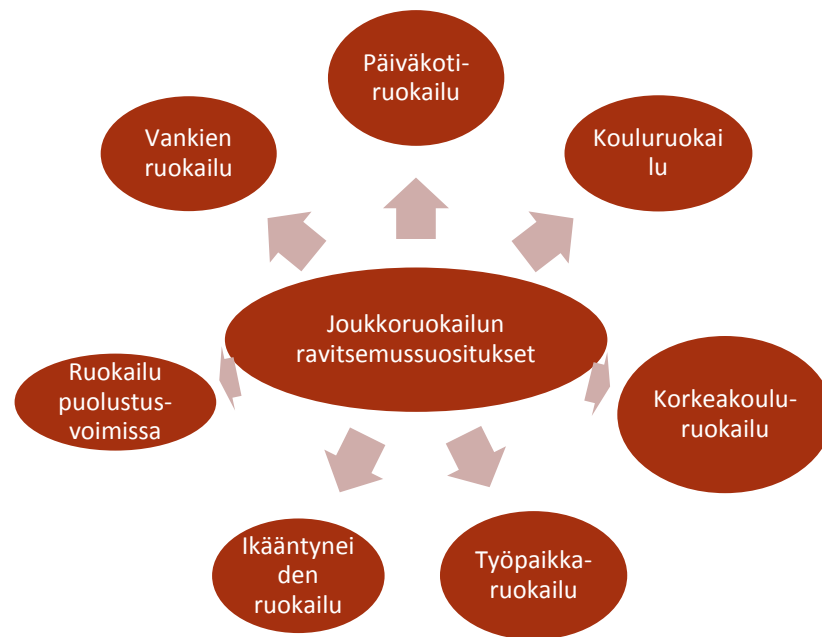 Päiväkoti-
ruokailu
Vankien
ruokailu
Kouluruokai
lu
Joukkoruokailun
ravitsemussuositukset
Ruokailu
puolustus-
voimissa
Korkeakoulu-
ruokailu
Ikääntynei
den
ruokailu
Työpaikka-
ruokailu